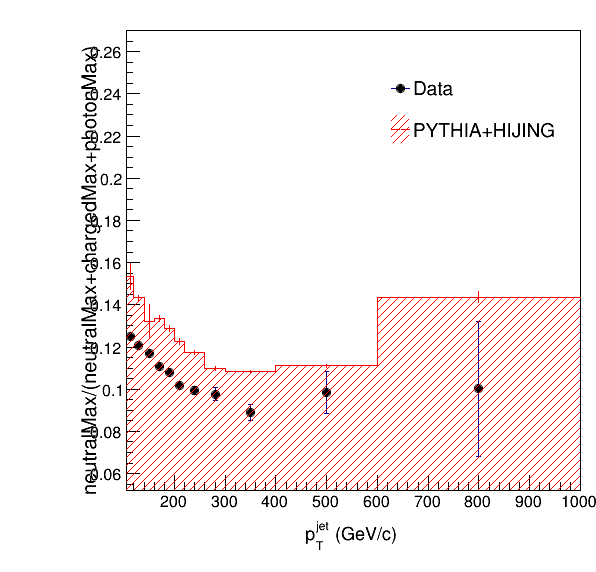 neutralMax/(neutralMax+chargedMax+photonMax)
0.26
0.24
0.22
0.2
0.18
0.16
0.14
0.12
0.1
0.08
0.06
Data
PYTHIA+HIJING
200 300 400 500 600 700 800 900 1000
p_T^jet (GeV/c)